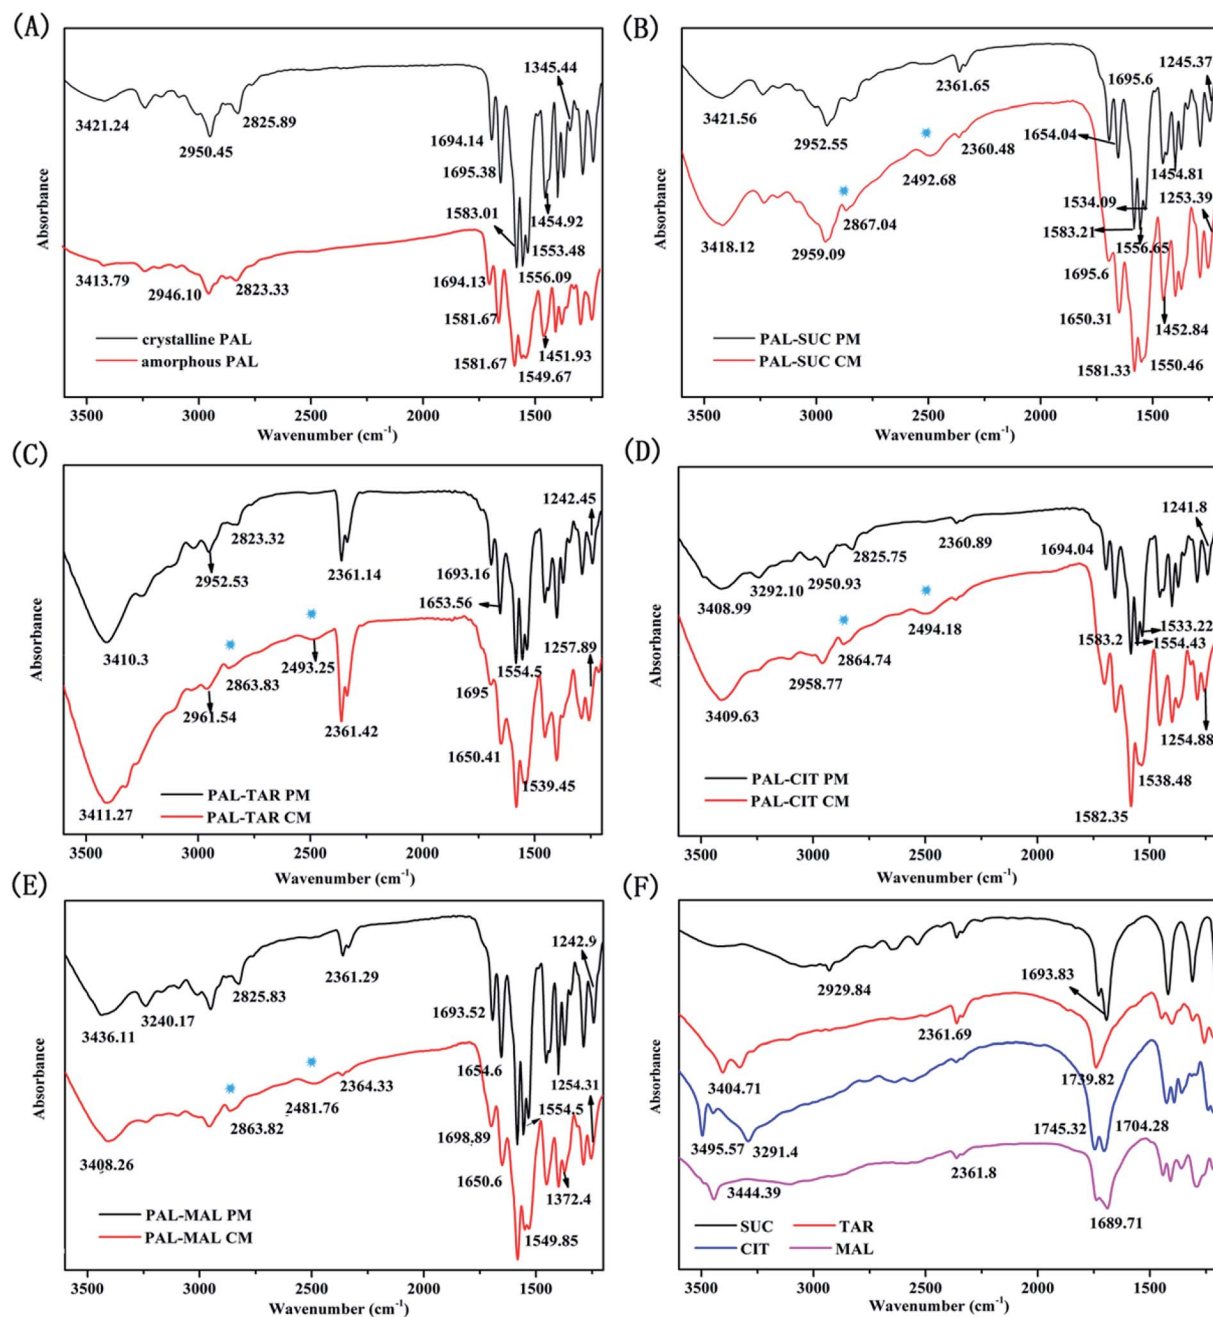 (A)
1345.44
3421.24
2825.89
2950.45
1694.14
1695.38
1583.01
1454.92
1553.48
1556.09
3413.79
2946.10
2823.33
1694.13
1581.67
1581.67
1451.93
1549.67
crystalline PAL
amorphous PAL
Absorbance
3500 3000 2500 2000 1500
Wavenumber (cm⁻¹)
(B)
1245.37
2361.65
1695.6
3421.56
2952.55
1654.04
2360.48
2492.68
1454.81
2867.04
1534.09
1253.39
3418.12
2959.09
1583.21
1556.65
1695.6
1650.31
1452.84
1581.33
1550.46
PAL-SUC PM
PAL-SUC CM
Absorbance
3500 3000 2500 2000 1500
Wavenumber (cm⁻¹)
(C)
1242.45
2823.32
2952.53
2361.14
1693.16
1653.56
3410.3
1554.5
1257.89
2863.83
2493.25
2961.54
1695
2361.42
1650.41
1539.45
3411.27
PAL-TAR PM
PAL-TAR CM
Absorbance
3500 3000 2500 2000 1500
Wavenumber (cm⁻¹)
(D)
1241.8
2825.75
2360.89
1694.04
3408.99
3292.10
2950.93
2494.18
1583.2
1533.22
1554.43
2864.74
2958.77
3409.63
1254.88
1538.48
1582.35
PAL-CIT PM
PAL-CIT CM
Absorbance
3500 3000 2500 2000 1500
Wavenumber (cm⁻¹)
(E)
1242.9
2361.29
2825.83
3240.17
3436.11
1693.52
1654.6
1254.31
2364.33
2481.76
1554.5
2863.82
1698.89
3408.26
1650.6
1372.4
1549.85
PAL-MAL PM
PAL-MAL CM
Absorbance
3500 3000 2500 2000 1500
Wavenumber (cm⁻¹)
(F)
1693.83
2929.84
2361.69
3404.71
1739.82
1745.32
1704.28
3495.57
3291.4
2361.8
3444.39
1689.71
SUC TAR
CIT MAL
Absorbance
3500 3000 2500 2000 1500
Wavenumber (cm⁻¹)